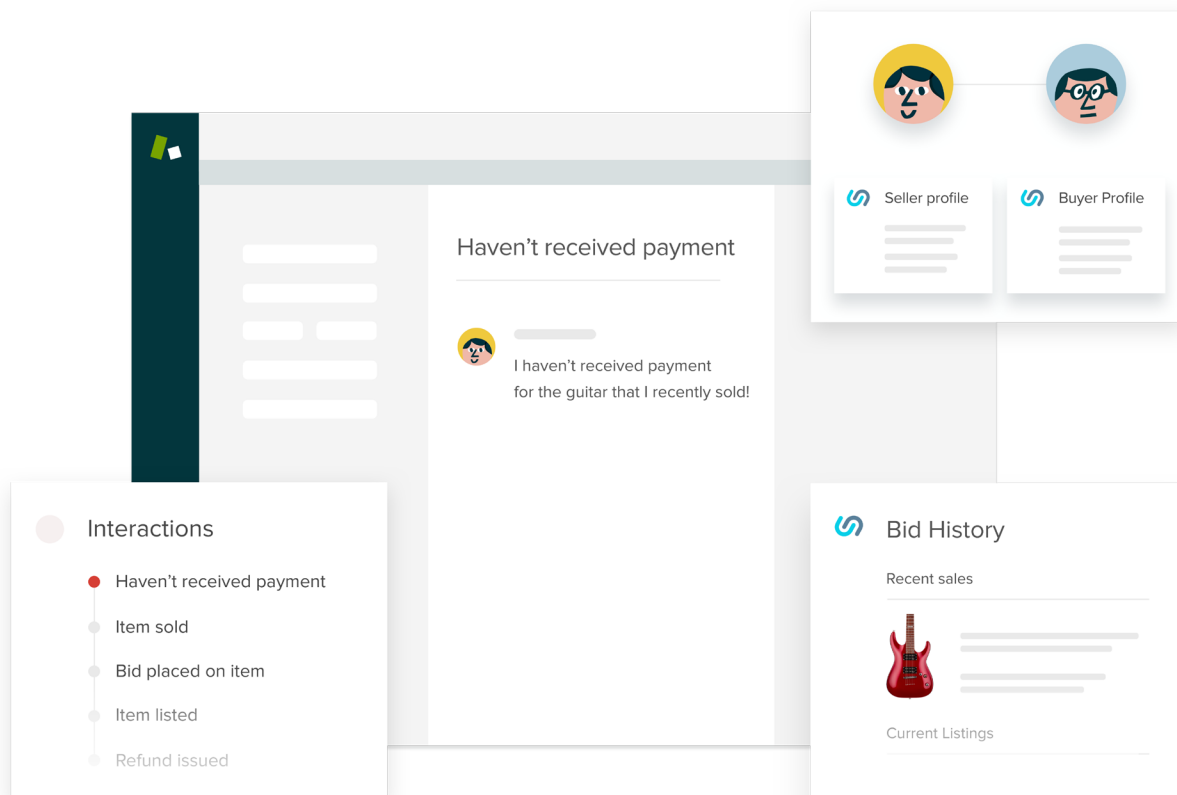 Seller profile
Buyer Profile
Haven’t received payment
I haven’t received payment
for the guitar that I recently sold!
Interactions
Haven’t received payment
Item sold
Bid placed on item
Item listed
Refund issued
Bid History
Recent sales
Current Listings